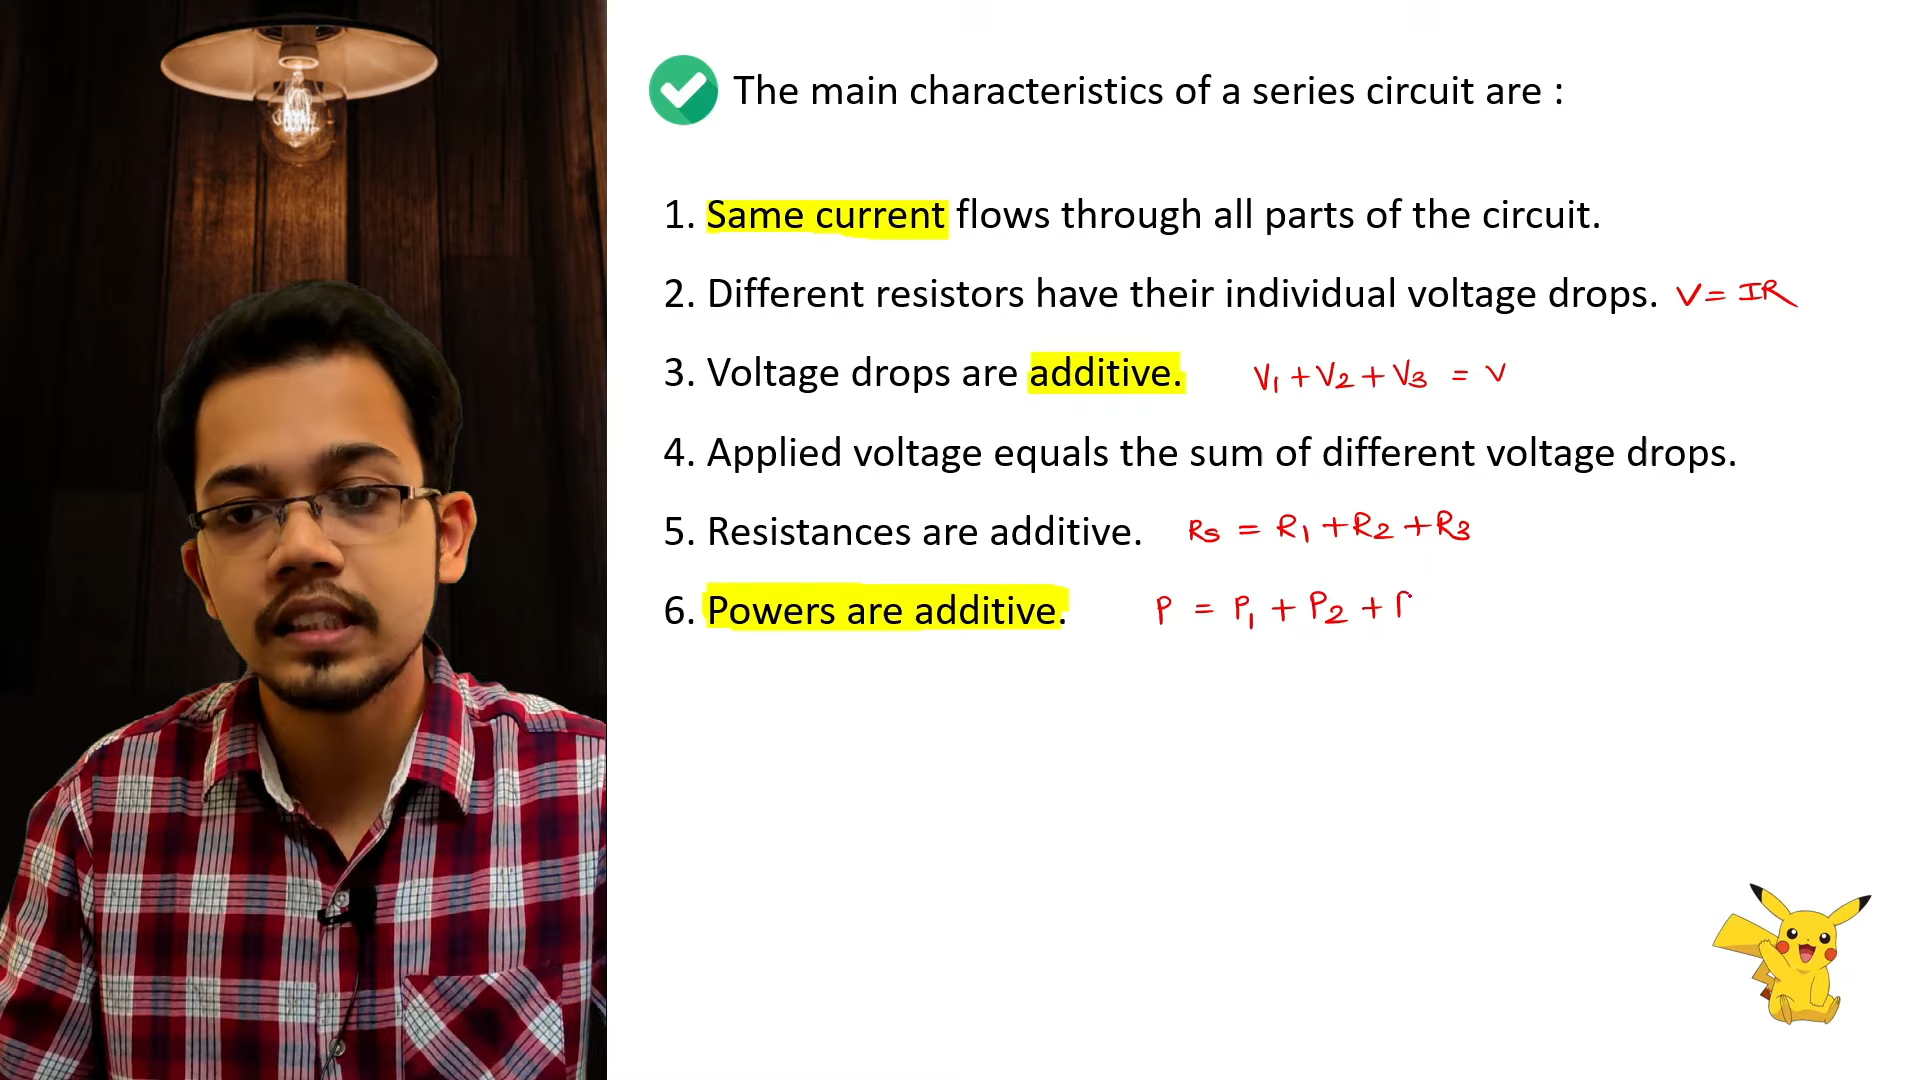 The main characteristics of a series circuit are :
1. Same current flows through all parts of the circuit.
2. Different resistors have their individual voltage drops. V = IR
3. Voltage drops are additive. V1 + V2 + V3 = V
4. Applied voltage equals the sum of different voltage drops.
5. Resistances are additive. Rs = R1 + R2 + R3
6. Powers are additive. P = P1 + P2 +